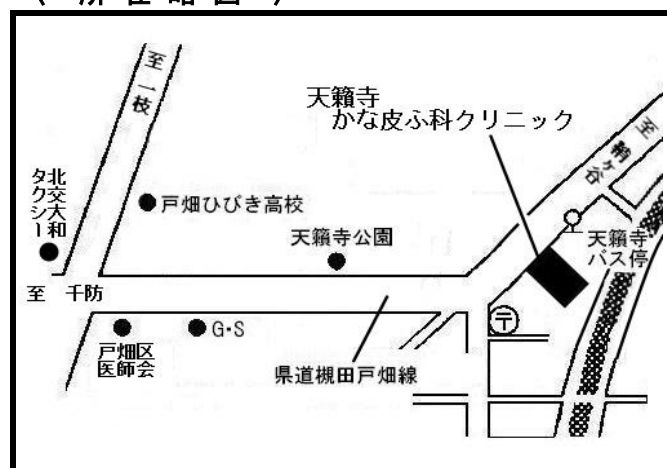 （ 所 在 略 図 ）
至 一枝
天籟寺
かな皮ふ科クリニック
至 鞘ヶ谷
北交大和
タクシー
戸畑ひびき高校
天籟寺公園
天籟寺
バス停
至 千防
〒
戸畑区
医師会
G・S
県道槻田戸畑線